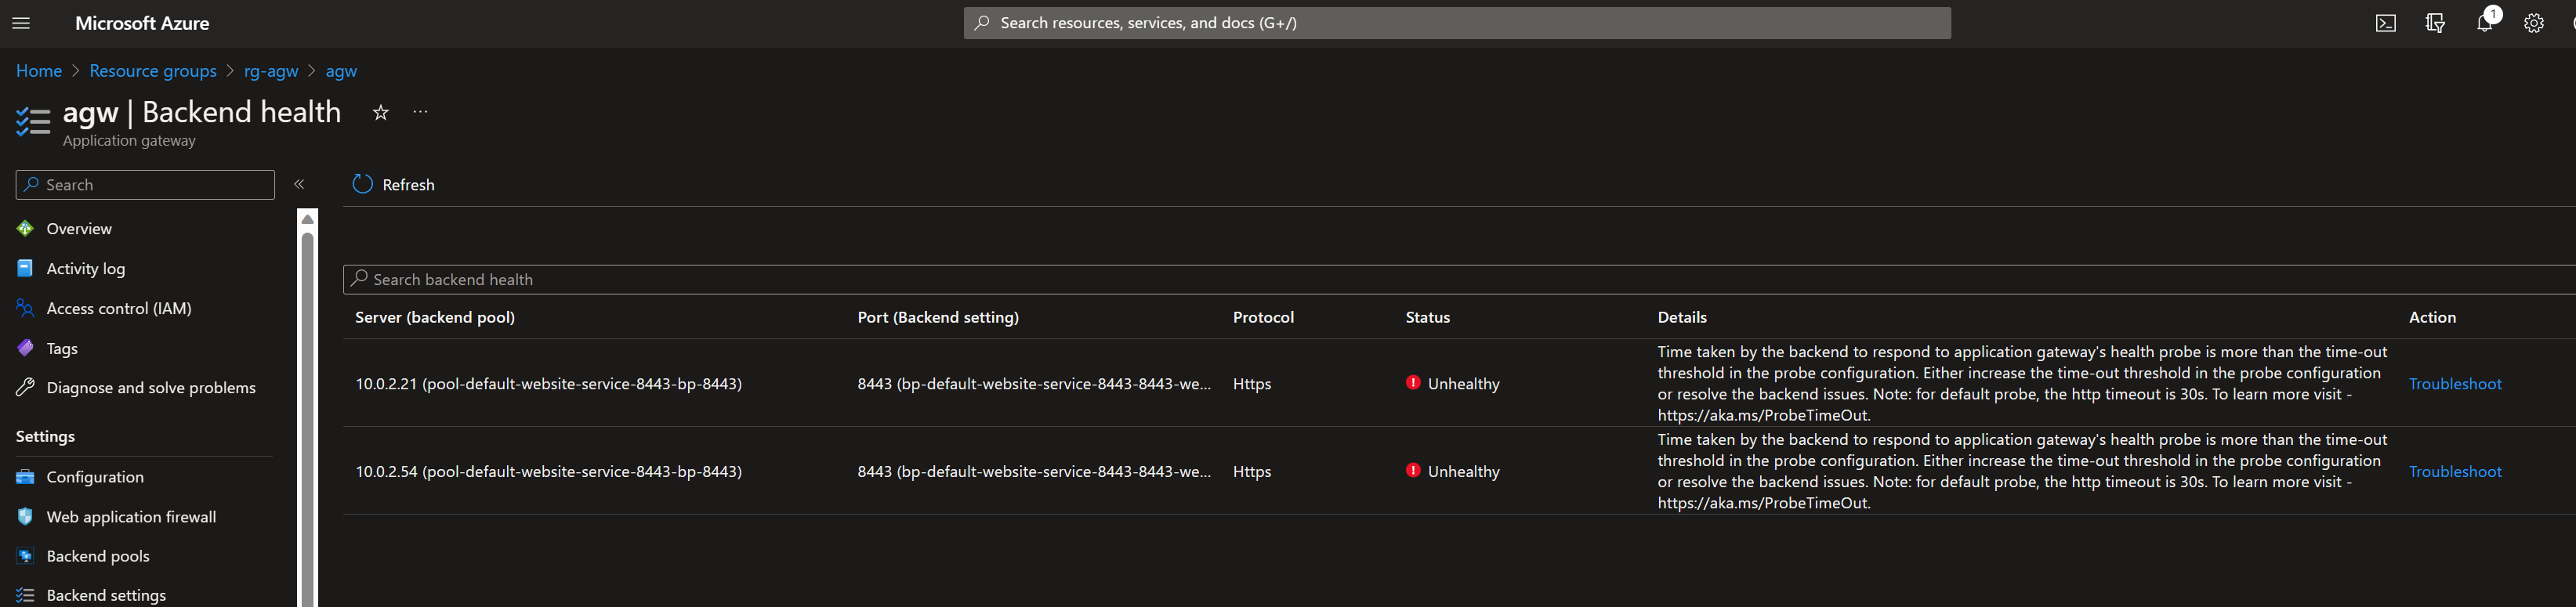 Microsoft Azure
Search resources, services, and docs (G+/)
1
Home > Resource groups > rg-agw > agw
agw | Backend health
Application gateway
Search
Refresh
Overview
Activity log
Access control (IAM)
Tags
Diagnose and solve problems
Settings
Configuration
Web application firewall
Backend pools
Backend settings
Search backend health
Server (backend pool) Port (Backend setting) Protocol Status Details Action
10.0.2.21 (pool-default-website-service-8443-bp-8443) 8443 (bp-default-website-service-8443-8443-we... Https Unhealthy
Time taken by the backend to respond to application gateway's health probe is more than the time-out
threshold in the probe configuration. Either increase the time-out threshold in the probe configuration
or resolve the backend issues. Note: for default probe, the http timeout is 30s. To learn more visit -
https://aka.ms/ProbeTimeOut.
Troubleshoot
10.0.2.54 (pool-default-website-service-8443-bp-8443) 8443 (bp-default-website-service-8443-8443-we... Https Unhealthy
Time taken by the backend to respond to application gateway's health probe is more than the time-out
threshold in the probe configuration. Either increase the time-out threshold in the probe configuration
or resolve the backend issues. Note: for default probe, the http timeout is 30s. To learn more visit -
https://aka.ms/ProbeTimeOut.
Troubleshoot